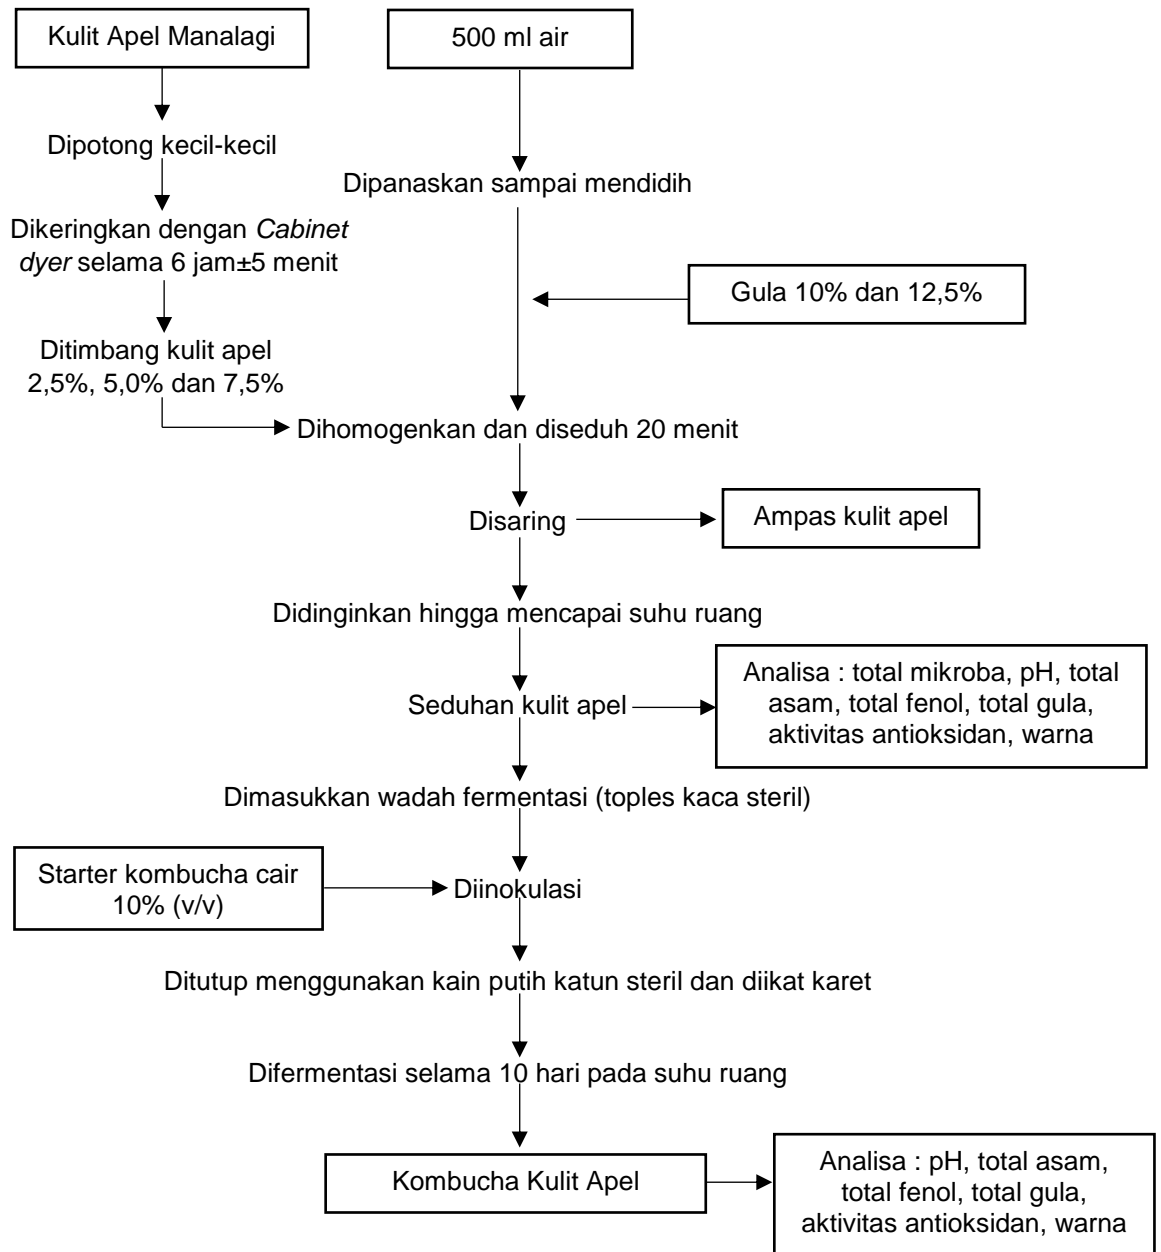 Kulit Apel Manalagi
500 ml air
Dipotong kecil-kecil
Dipanaskan sampai mendidih
Dikeringkan dengan Cabinet
dyer selama 6 jam±5 menit
Gula 10% dan 12,5%
Ditimbang kulit apel
2,5%, 5,0% dan 7,5%
Dihomogenkan dan diseduh 20 menit
Disaring
Ampas kulit apel
Didinginkan hingga mencapai suhu ruang
Seduhan kulit apel
Analisa : total mikroba, pH, total
asam, total fenol, total gula,
aktivitas antioksidan, warna
Dimasukkan wadah fermentasi (toples kaca steril)
Starter kombucha cair
10% (v/v)
Diinokulasi
Ditutup menggunakan kain putih katun steril dan diikat karet
Difermentasi selama 10 hari pada suhu ruang
Kombucha Kulit Apel
Analisa : pH, total asam,
total fenol, total gula,
aktivitas antioksidan, warna